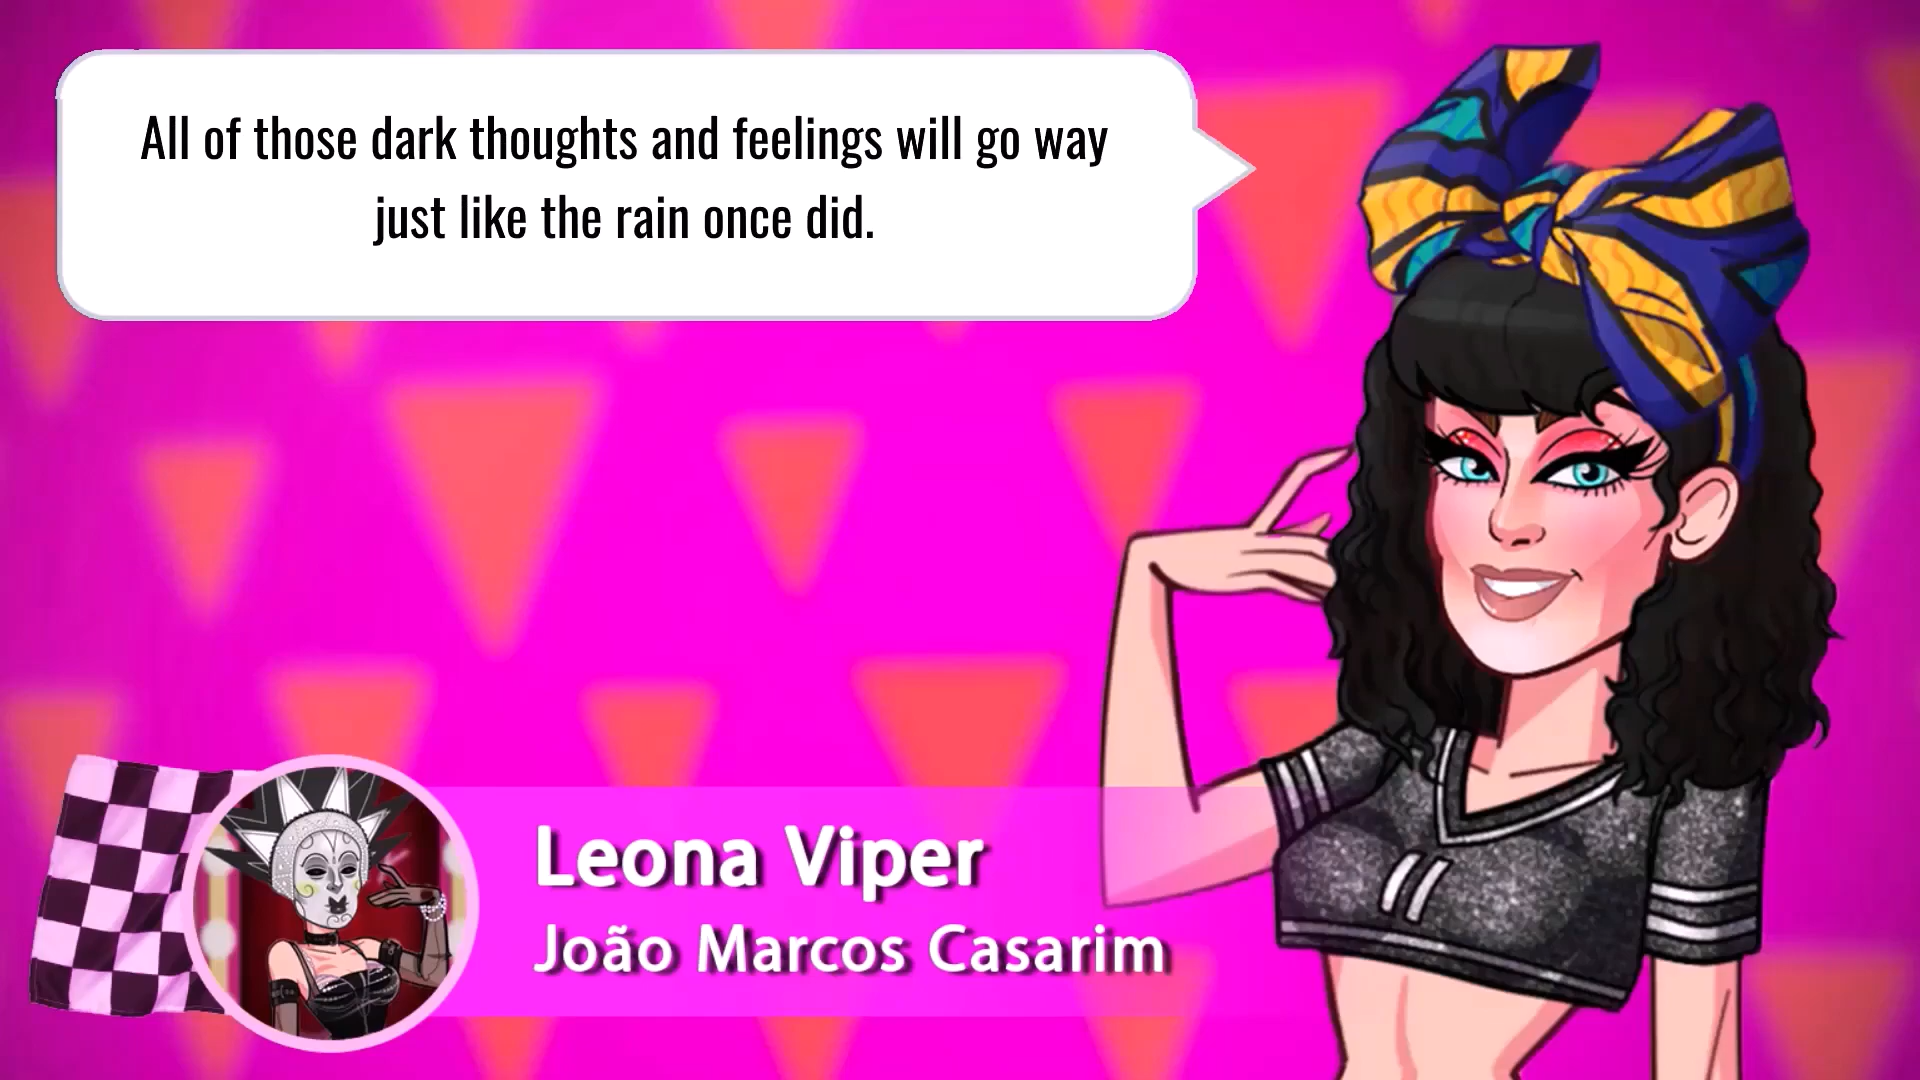 All of those dark thoughts and feelings will go way
just like the rain once did.
Leona Viper
João Marcos Casarim